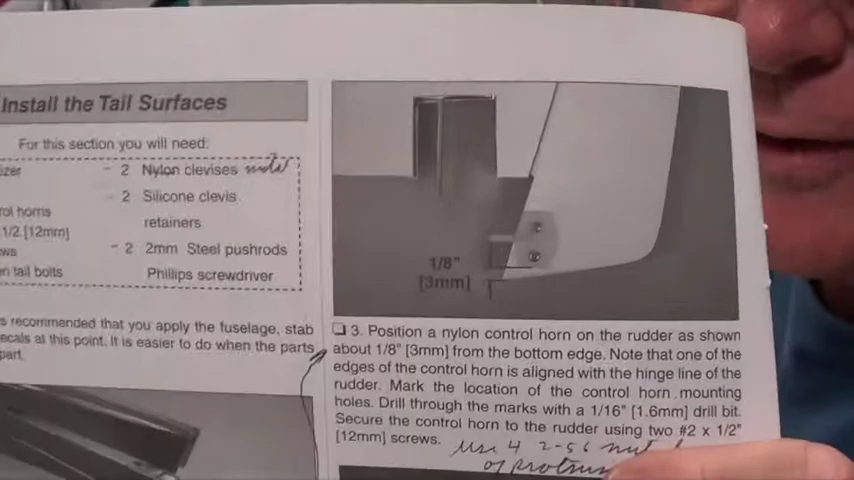 Install the Tail Surfaces
For this section you will need:
2 Nylon clevises
2 Silicone clevis
retainers
2 2mm Steel pushrods
Phillips screwdriver
ol horns
1/2 [12mm]
tail bolts
recommended that you apply the fuselage, stab
at this point. It is easier to do when the parts
part.
1/8"
[3mm]
❑ 3. Position a nylon control horn on the rudder as shown
about 1/8" [3mm] from the bottom edge. Note that one of the
edges of the control horn is aligned with the hinge line of the
rudder. Mark the location of the control horn mounting
holes. Drill through the marks with a 1/16" [1.6mm] drill bit.
Secure the control horn to the rudder using two #2 x 1/2"
[12mm] screws.
Use 4 2-56